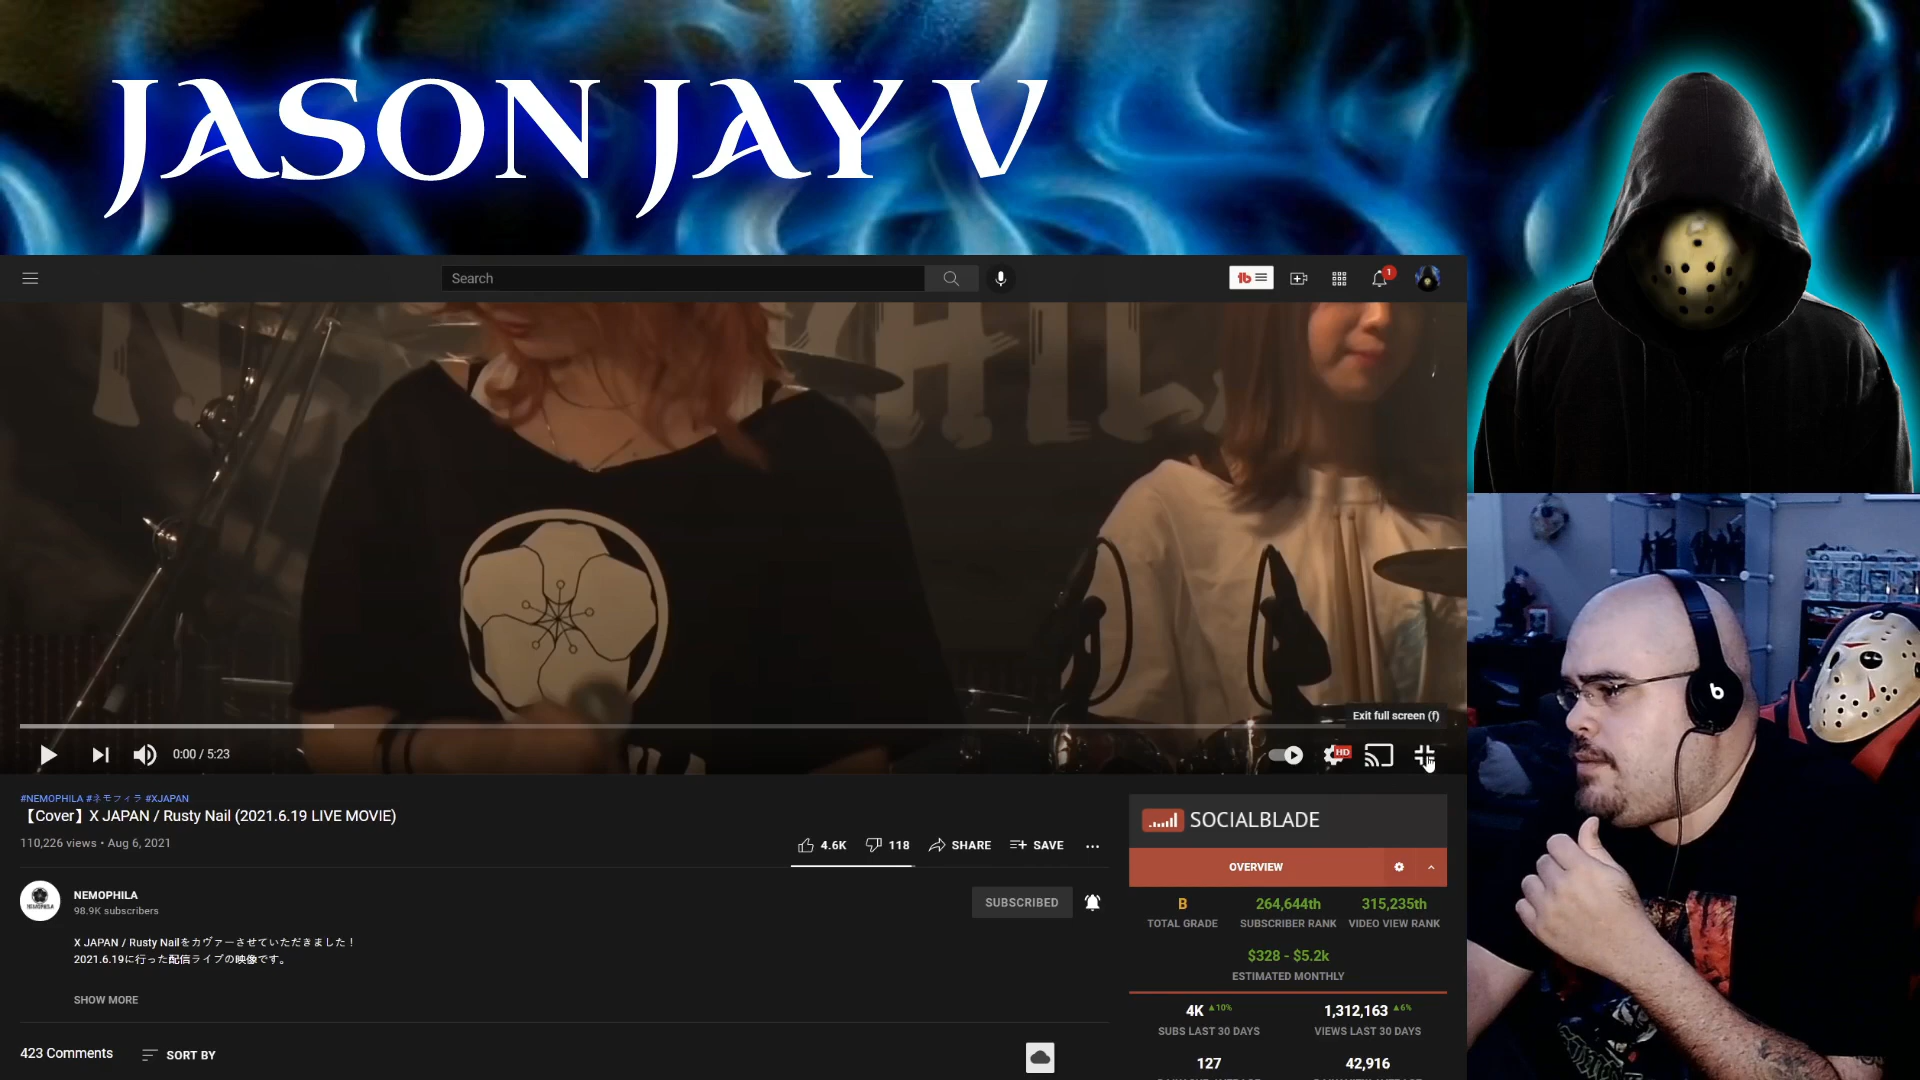 JASON JAY V
Search
1
Exit full screen (f)
0:00 / 5:23
HD
#NEMOPHILA #ネモフィラ #XJAPAN
【Cover】X JAPAN / Rusty Nail (2021.6.19 LIVE MOVIE)
110,226 views • Aug 6, 2021
4.6K
118
SHARE
SAVE
NEMOPHILA
98.9K subscribers
SUBSCRIBED
X JAPAN / Rusty Nailをカヴァーさせていただきました！
2021.6.19に行った配信ライブの映像です。
SHOW MORE
423 Comments
SORT BY
SOCIALBLADE
OVERVIEW
B
264,644th
315,235th
TOTAL GRADE
SUBSCRIBER RANK
VIDEO VIEW RANK
$328 - $5.2k
ESTIMATED MONTHLY
4K ▲10%
1,312,163 ▲6%
SUBS LAST 30 DAYS
VIEWS LAST 30 DAYS
127
42,916